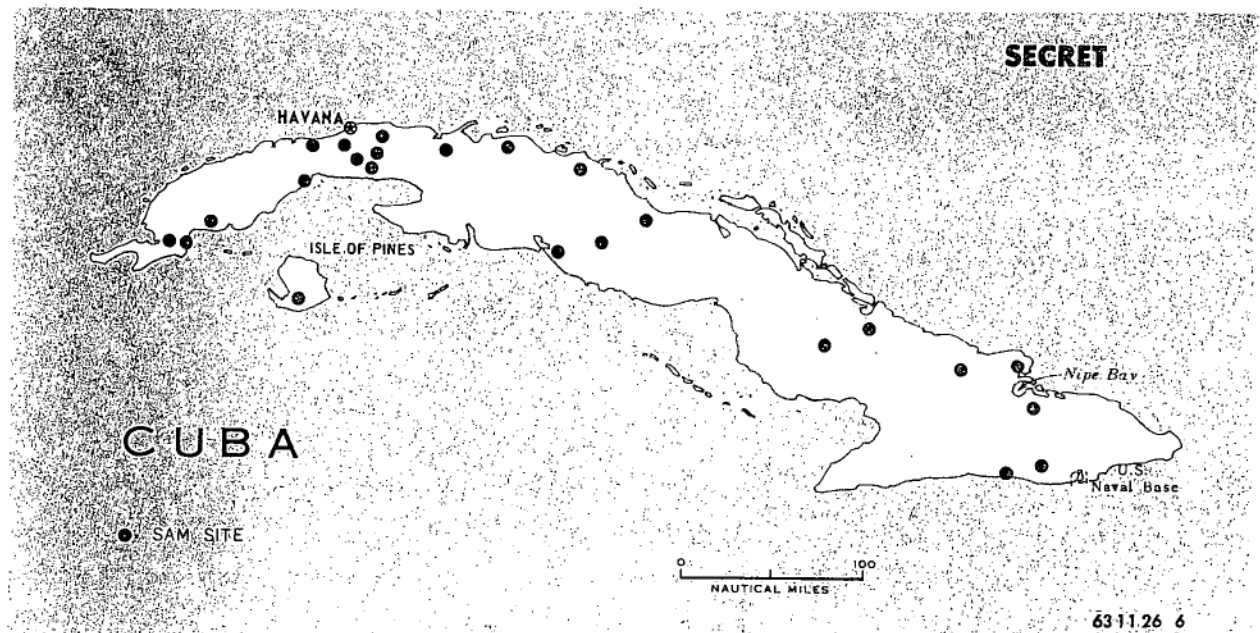 SECRET
HAVANA
ISLE OF PINES
Nipe Bay
CUBA
U.S.
Naval Base
SAM SITE
0 100
NAUTICAL MILES
63 11.26 6